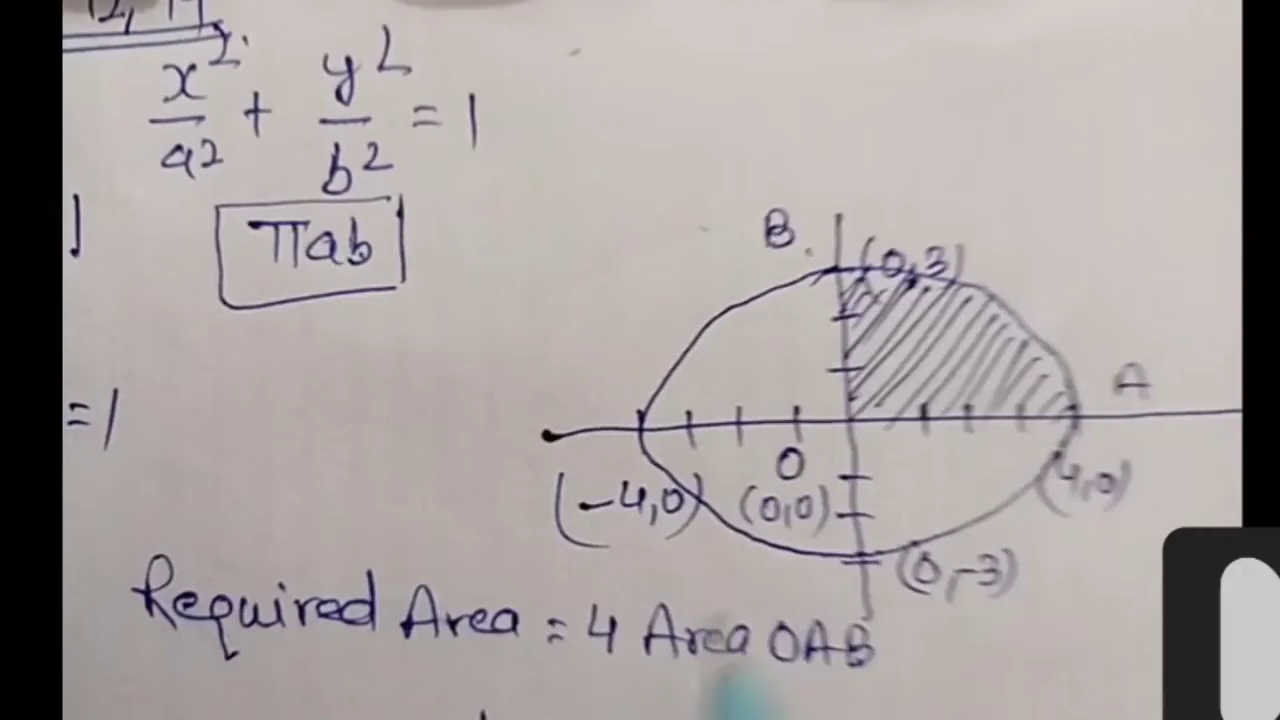 x² + y² = 1
a² b²
πab
=1
B. (0,3)
A
O
(-4,0) (0,0) (4,0)
(0,-3)
Required Area = 4 Area OAB